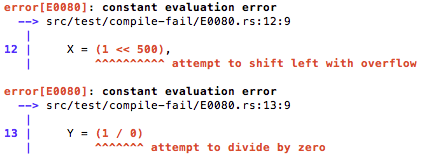 error[E0080]: constant evaluation error
  --> src/test/compile-fail/E0080.rs:12:9
   |
12 |     X = (1 << 500),
   |         ^^^^^^^^^^ attempt to shift left with overflow

error[E0080]: constant evaluation error
  --> src/test/compile-fail/E0080.rs:13:9
   |
13 |     Y = (1 / 0)
   |         ^^^^^^^ attempt to divide by zero